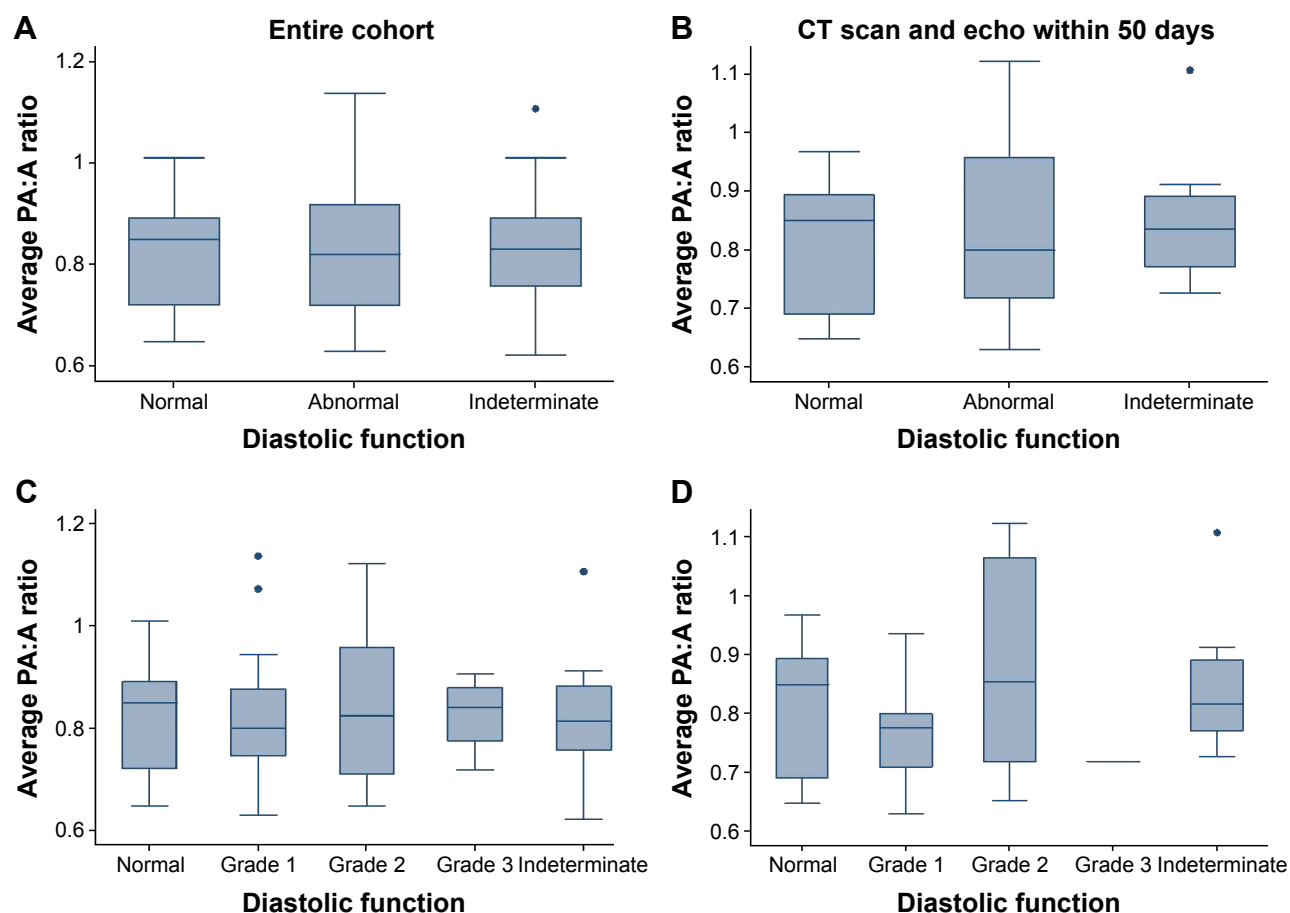 A
Entire cohort
Average PA:A ratio
1.2
1
0.8
0.6
Normal
Abnormal
Indeterminate
Diastolic function
B
CT scan and echo within 50 days
Average PA:A ratio
1.1
1
0.9
0.8
0.7
0.6
Normal
Abnormal
Indeterminate
Diastolic function
C
Average PA:A ratio
1.2
1
0.8
0.6
Normal
Grade 1
Grade 2
Grade 3
Indeterminate
Diastolic function
D
Average PA:A ratio
1.1
1
0.9
0.8
0.7
0.6
Normal
Grade 1
Grade 2
Grade 3
Indeterminate
Diastolic function